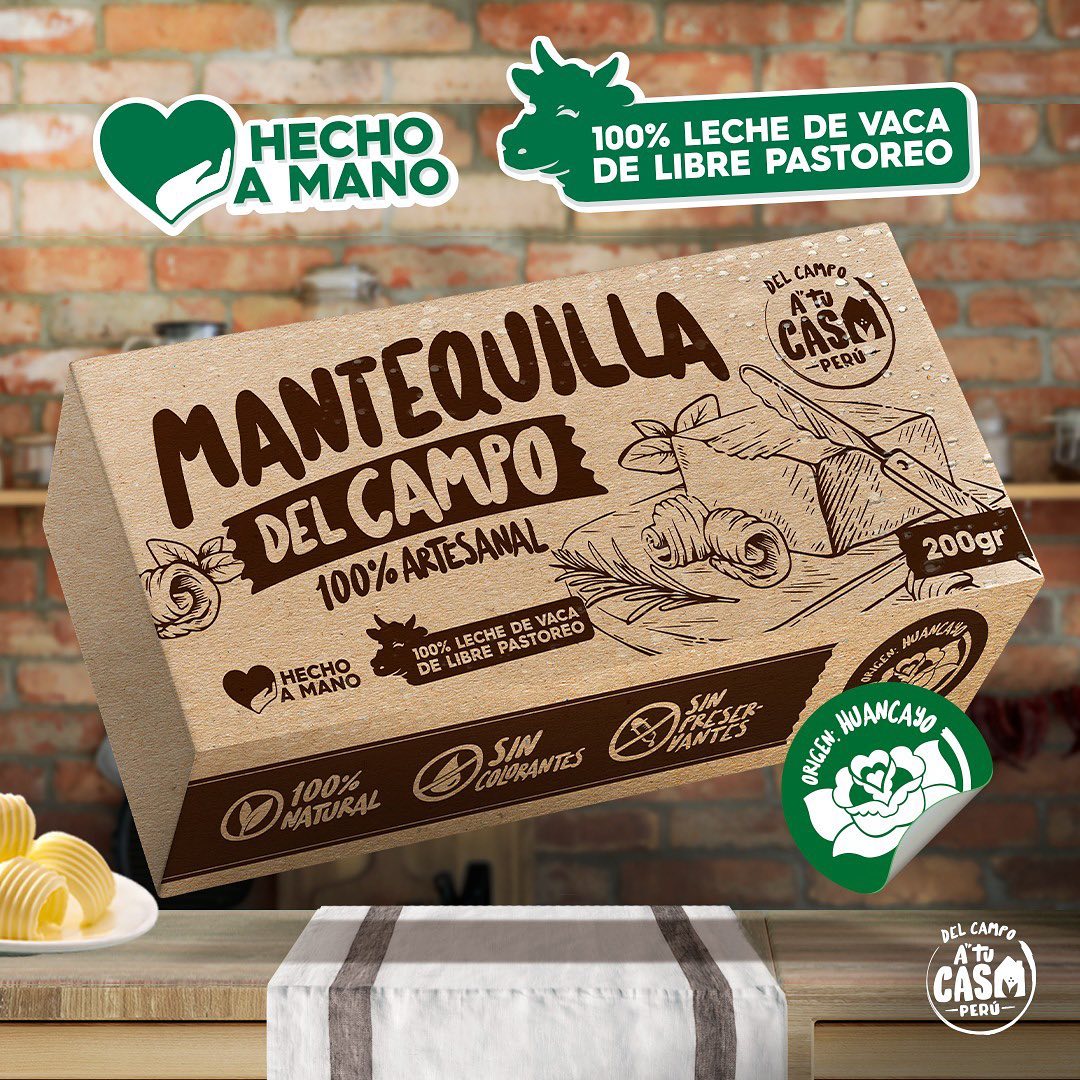 HECHO
A MANO
100% LECHE DE VACA
DE LIBRE PASTOREO
DEL CAMPO
A TU
CASA
PERÚ
MANTEQUILLA
DEL CAMPO
100% ARTESANAL
200gr
HECHO
A MANO
100% LECHE DE VACA
DE LIBRE PASTOREO
ORIGEN: HUANCAYO
100%
NATURAL
SIN
COLORANTES
SIN
PRESER-
VANTES
ORIGEN: HUANCAYO
DEL CAMPO
A TU
CASA
PERÚ